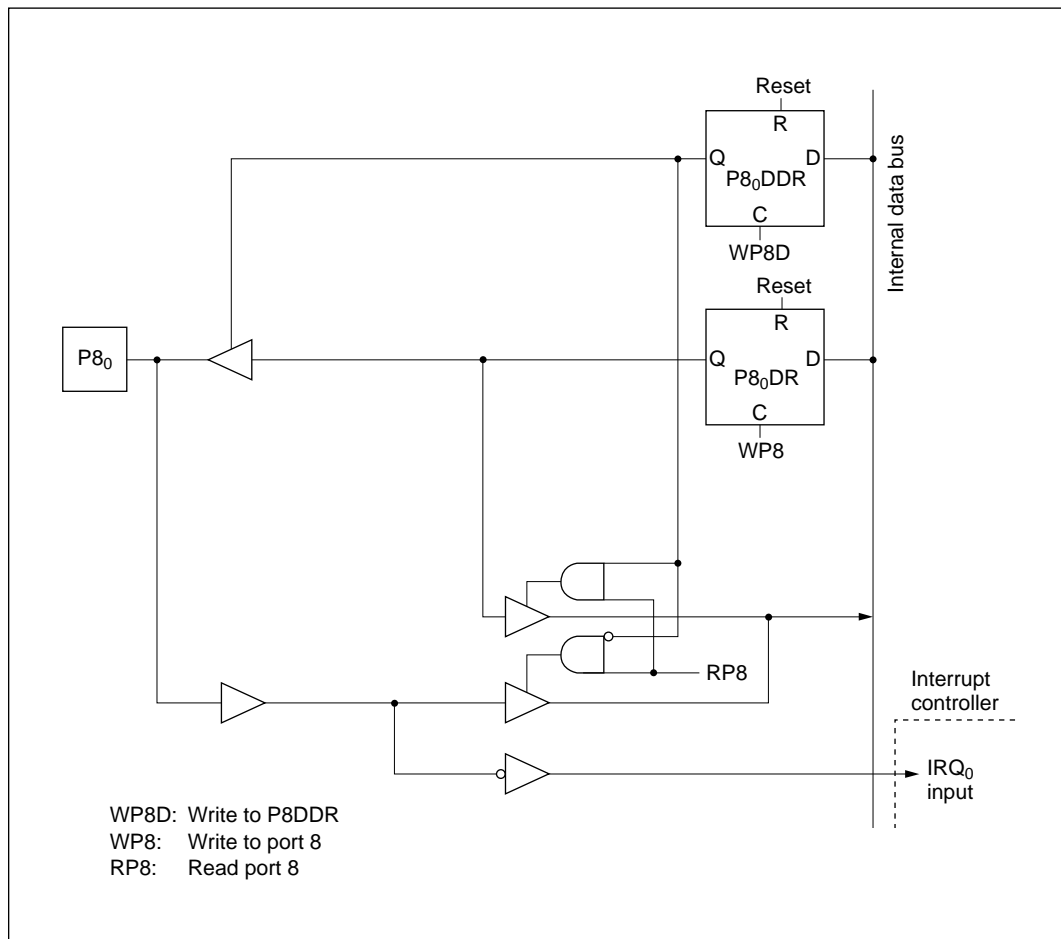 Reset
R
Q D
P8₀DDR
C
WP8D
Internal data bus
Reset
R
P8₀
Q D
P8₀DR
C
WP8
RP8
Interrupt
controller
IRQ₀
input
WP8D: Write to P8DDR
WP8: Write to port 8
RP8: Read port 8